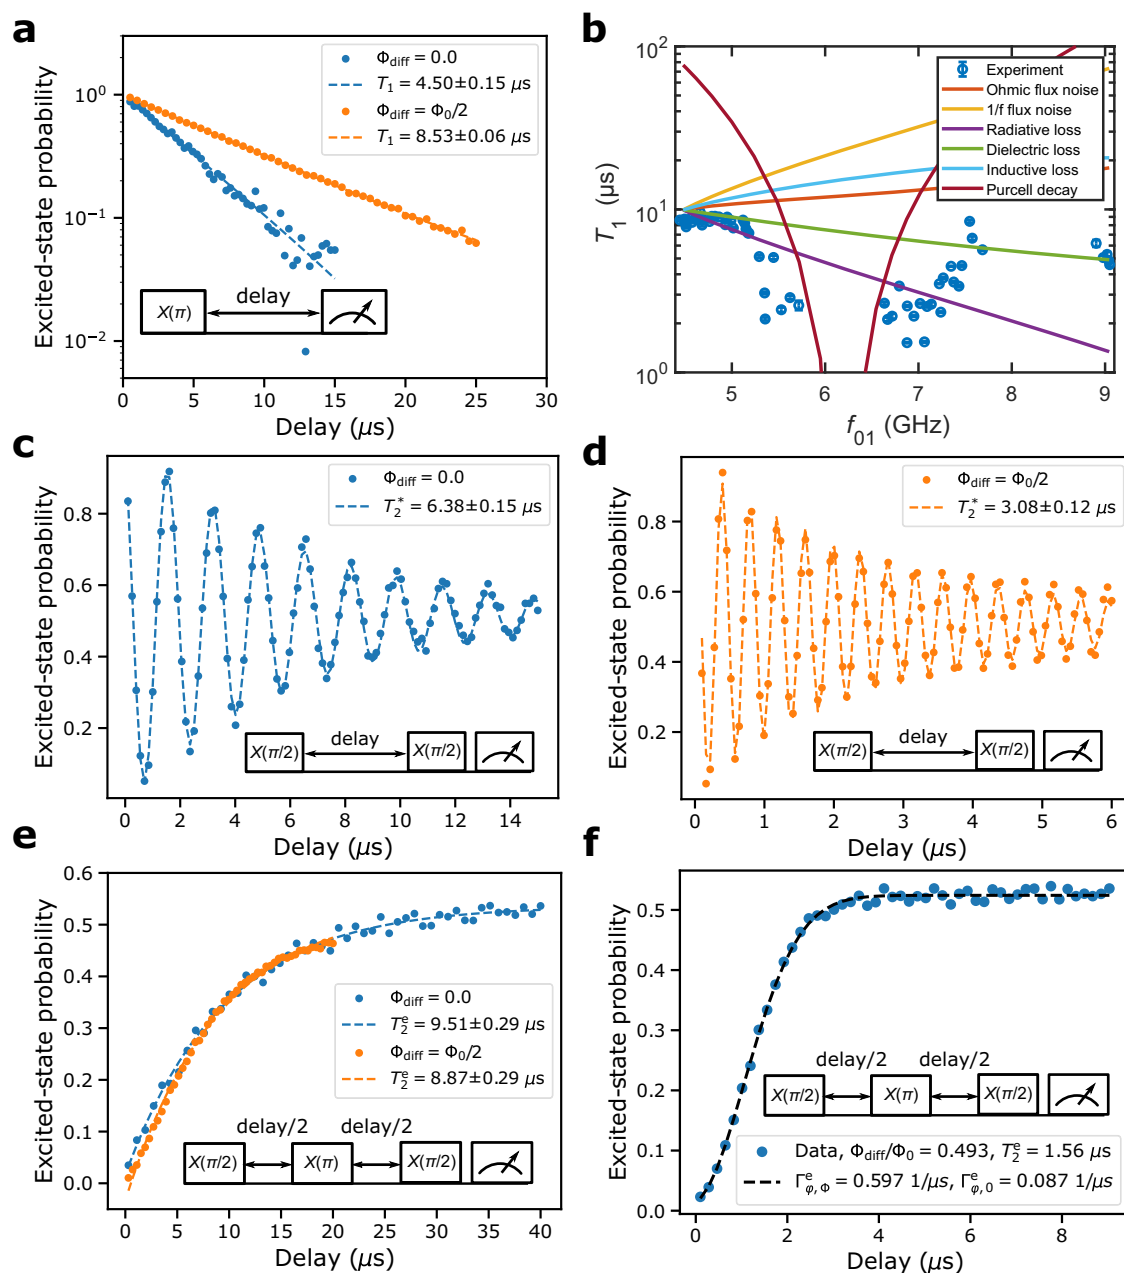 a
Excited-state probability
10⁰
10⁻¹
10⁻²
Φdiff = 0.0
T₁ = 4.50±0.15 μs
Φdiff = Φ₀/2
T₁ = 8.53±0.06 μs
X(π)
delay
0 5 10 15 20 25 30
Delay (μs)
b
T₁ (μs)
10²
10¹
10⁰
Experiment
Ohmic flux noise
1/f flux noise
Radiative loss
Dielectric loss
Inductive loss
Purcell decay
5 6 7 8 9
f₀₁ (GHz)
c
Excited-state probability
0.8
0.6
0.4
0.2
Φdiff = 0.0
T₂* = 6.38±0.15 μs
X(π/2) delay X(π/2)
0 2 4 6 8 10 12 14
Delay (μs)
d
Excited-state probability
0.8
0.6
0.4
0.2
Φdiff = Φ₀/2
T₂* = 3.08±0.12 μs
X(π/2) delay X(π/2)
0 1 2 3 4 5 6
Delay (μs)
e
Excited-state probability
0.6
0.5
0.4
0.3
0.2
0.1
0.0
Φdiff = 0.0
T₂ᵉ = 9.51±0.29 μs
Φdiff = Φ₀/2
T₂ᵉ = 8.87±0.29 μs
delay/2 delay/2
X(π/2) X(π) X(π/2)
0 5 10 15 20 25 30 35 40
Delay (μs)
f
Excited-state probability
0.5
0.4
0.3
0.2
0.1
0.0
delay/2 delay/2
X(π/2) X(π) X(π/2)
Data, Φdiff/Φ₀ = 0.493, T₂ᵉ = 1.56 μs
Γᵉφ,Φ = 0.597 1/μs, Γᵉφ,0 = 0.087 1/μs
0 2 4 6 8
Delay (μs)